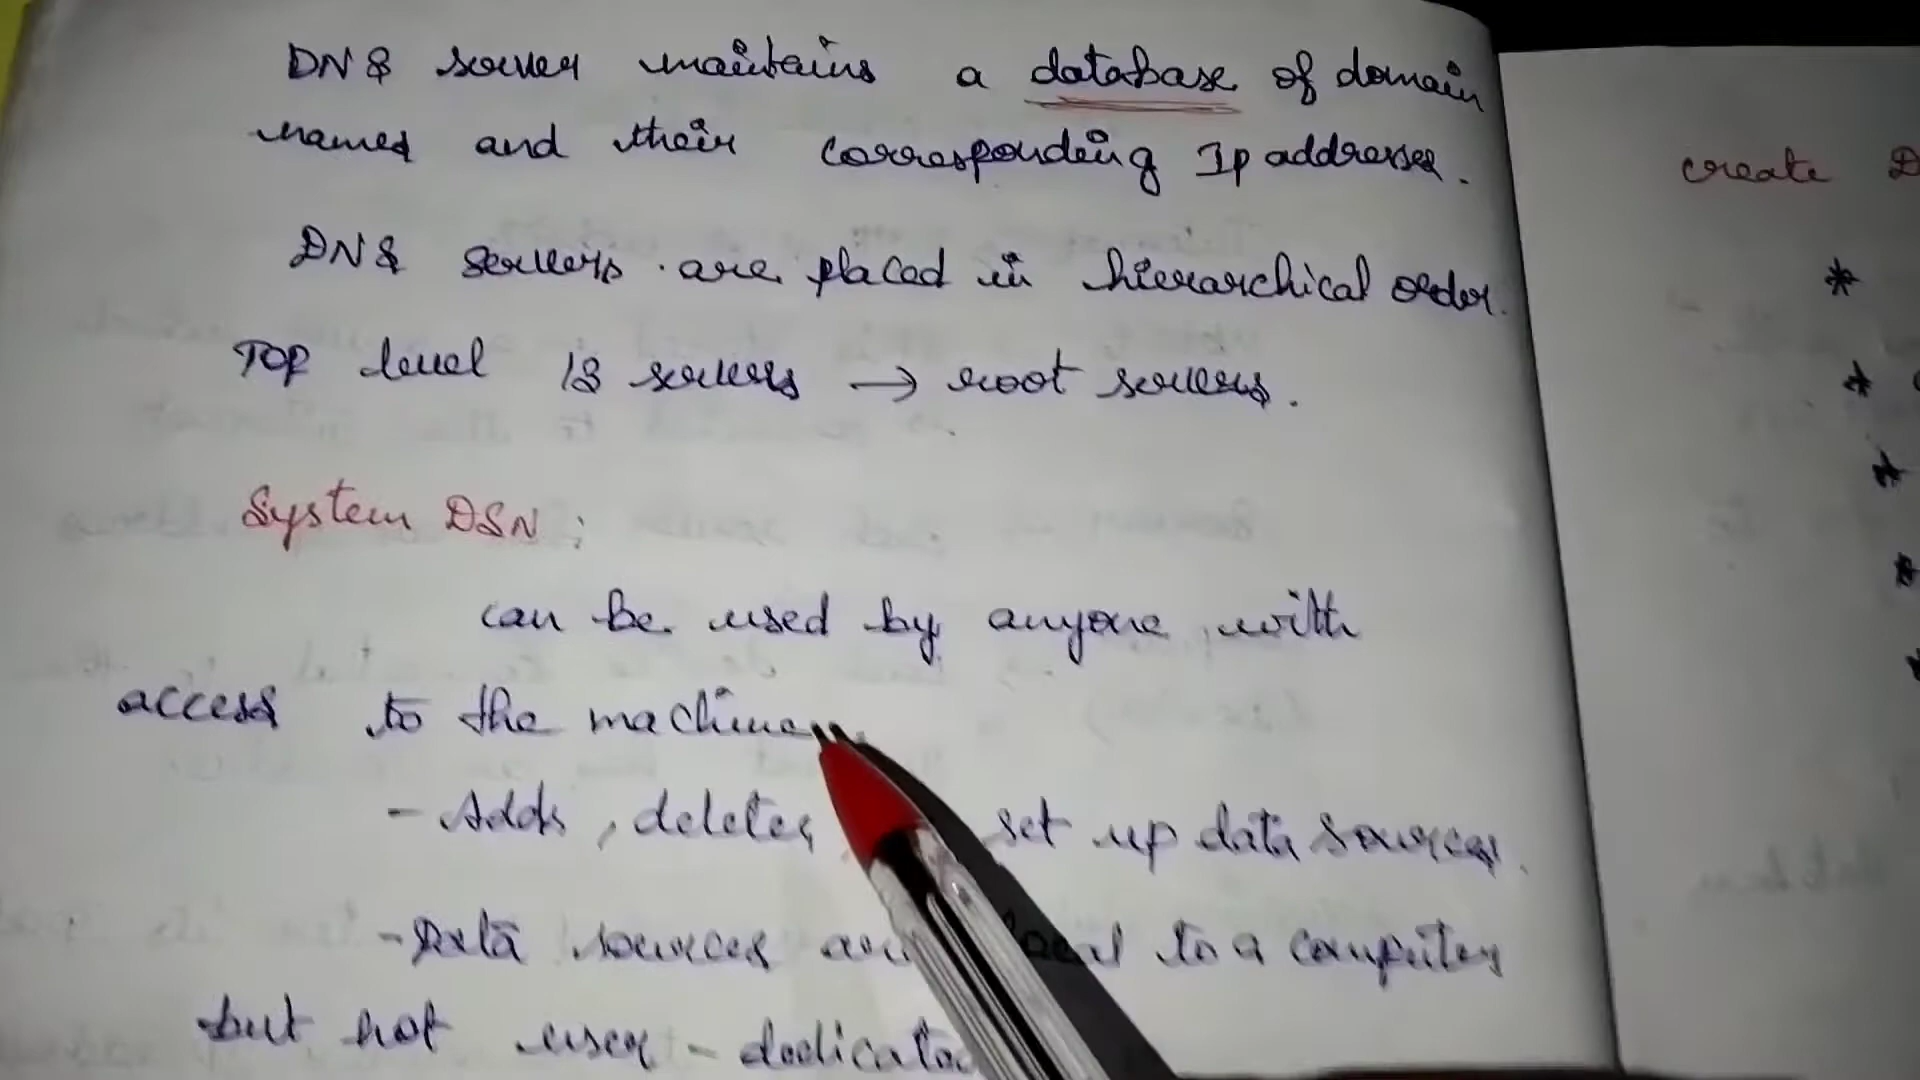 DNS server maintains a database of domain
names and their corresponding Ip addresses.
DNS servers are placed in hierarchical order.
Top level 13 servers → root servers.
System DSN:
can be used by anyone with
access to the machine
- Adds, deletes, set up data sources.
- Data sources are local to a computer
but not user - dedicated
create D
*
*
*
*
*